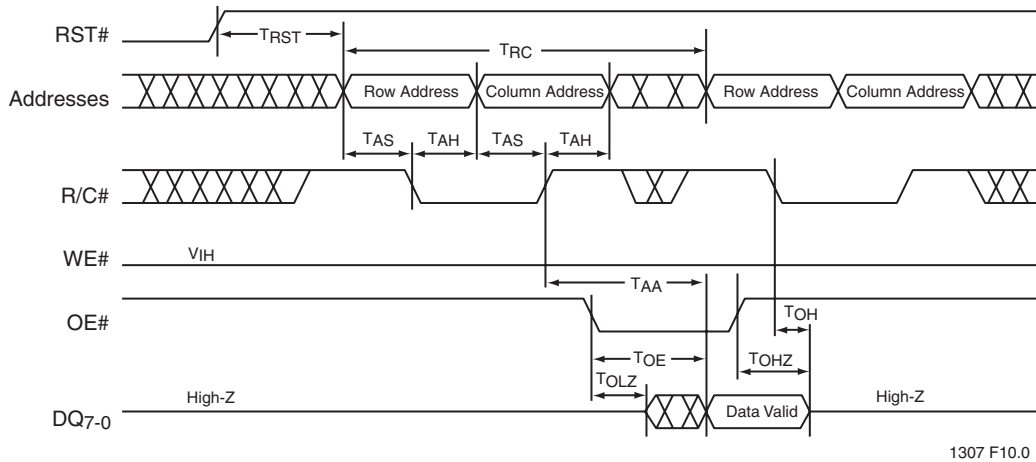 RST#
TRST
TRC
Addresses
Row Address
Column Address
Row Address
Column Address
TAS
TAH
TAS
TAH
R/C#
WE#
VIH
TAA
OE#
TOH
TOE
TOHZ
TOLZ
DQ7-0
High-Z
Data Valid
High-Z
1307 F10.0